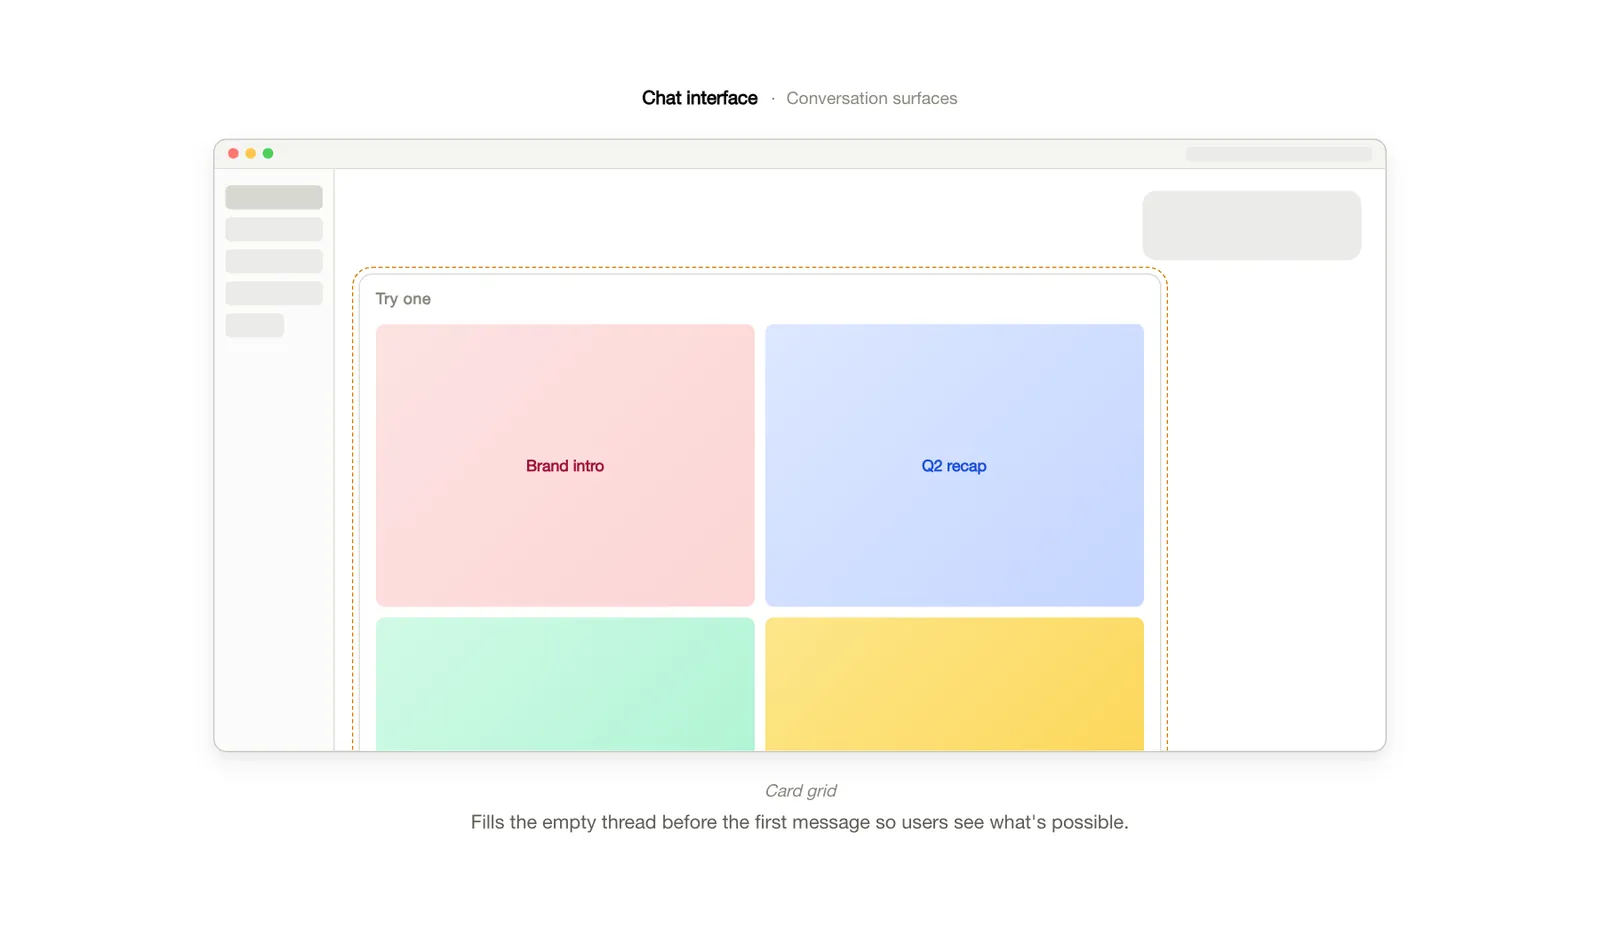 Chat interface · Conversation surfaces
Try one
Brand intro
Q2 recap
Card grid
Fills the empty thread before the first message so users see what's possible.